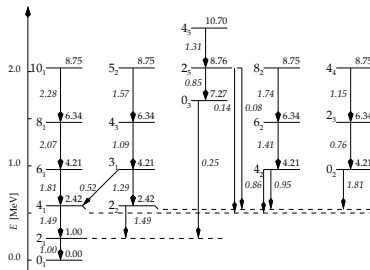 4₅ 10.70
1.31
2.0 10₁ 8.75 5₂ 8.75 2₅ 8.76 8₂ 8.75 4₄ 8.75
0.85
2.28 1.57 0₃ 7.27 0.14 0.08 1.74 1.15
8₁ 6.34 4₃ 6.34 6₂ 6.34 2₃ 6.34
2.07 1.09 1.41 0.76
1.0 6₁ 4.21 3₁ 4.21 0.25 4₂ 4.21 0₂ 4.21
1.81 0.52 1.29 0.86 0.95 1.81
4₁ 2.42 2₂ 2.42
1.49 1.49
2₁ 1.00
1.00
0.0 0₁ 0.00
E [MeV]